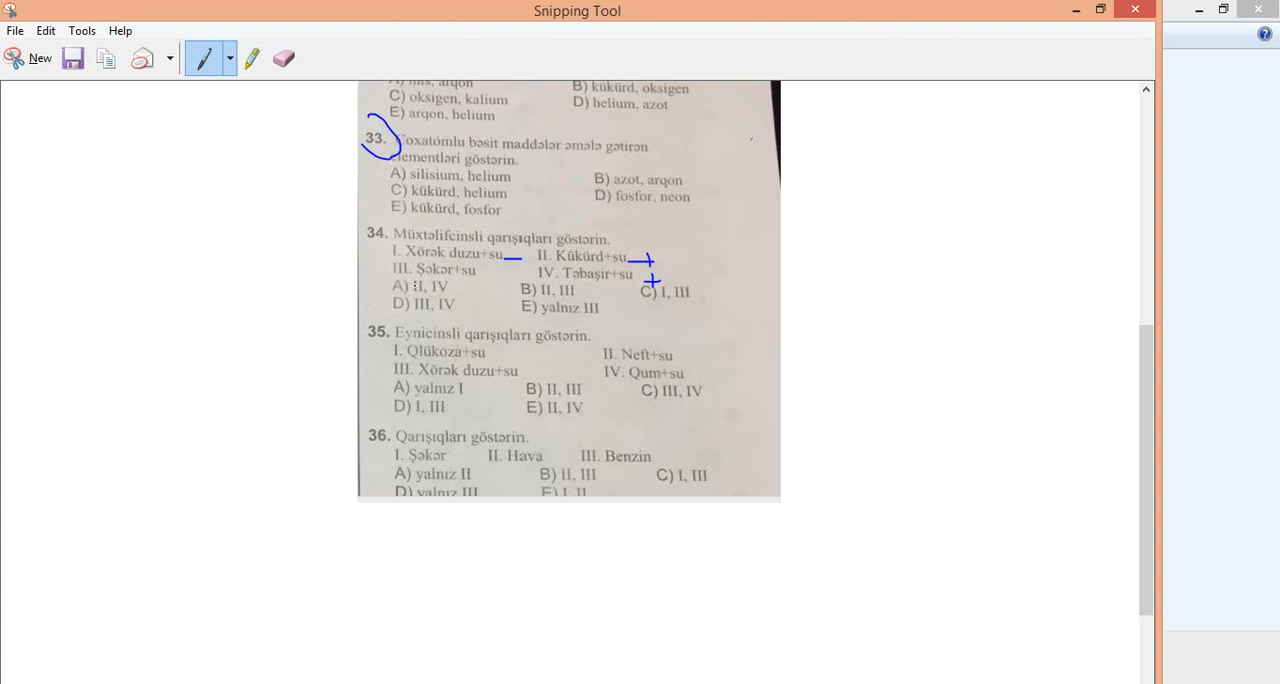 Snipping Tool
File Edit Tools Help
New
A) mis, arqon B) kükürd, oksigen
C) oksigen, kalium D) helium, azot
E) arqon, helium
33. Çoxatomlu bəsit maddələr əmələ gətirən
elementləri göstərin.
A) silisium, helium B) azot, arqon
C) kükürd, helium D) fosfor, neon
E) kükürd, fosfor
34. Müxtəlifcinsli qarışıqları göstərin.
I. Xörək duzu+su II. Kükürd+su
III. Şəkər+su IV. Təbaşir+su
A) II, IV B) II, III C) I, III
D) III, IV E) yalnız III
35. Eynicinsli qarışıqları göstərin.
I. Qlükoza+su II. Neft+su
III. Xörək duzu+su IV. Qum+su
A) yalnız I B) II, III C) III, IV
D) I, III E) II, IV
36. Qarışıqları göstərin.
I. Şəkər II. Hava III. Benzin
A) yalnız II B) II, III C) I, III
D) yalnız III E) I, II